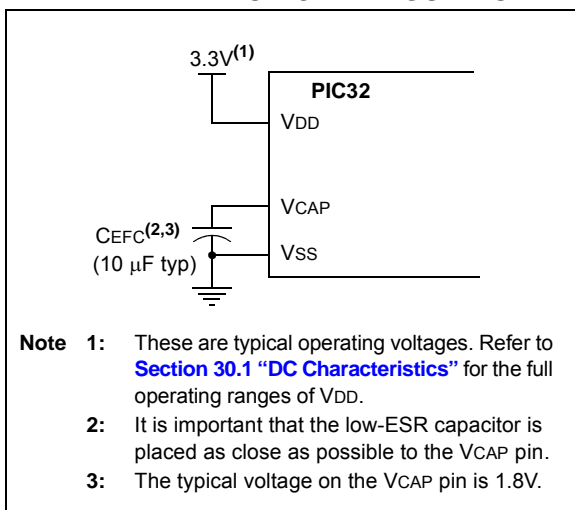 3.3V(1)
PIC32
VDD
VCAP
CEFC(2,3)
(10 μF typ)
VSS
Note 1: These are typical operating voltages. Refer to
Section 30.1 “DC Characteristics” for the full
operating ranges of VDD.
2: It is important that the low-ESR capacitor is
placed as close as possible to the VCAP pin.
3: The typical voltage on the VCAP pin is 1.8V.